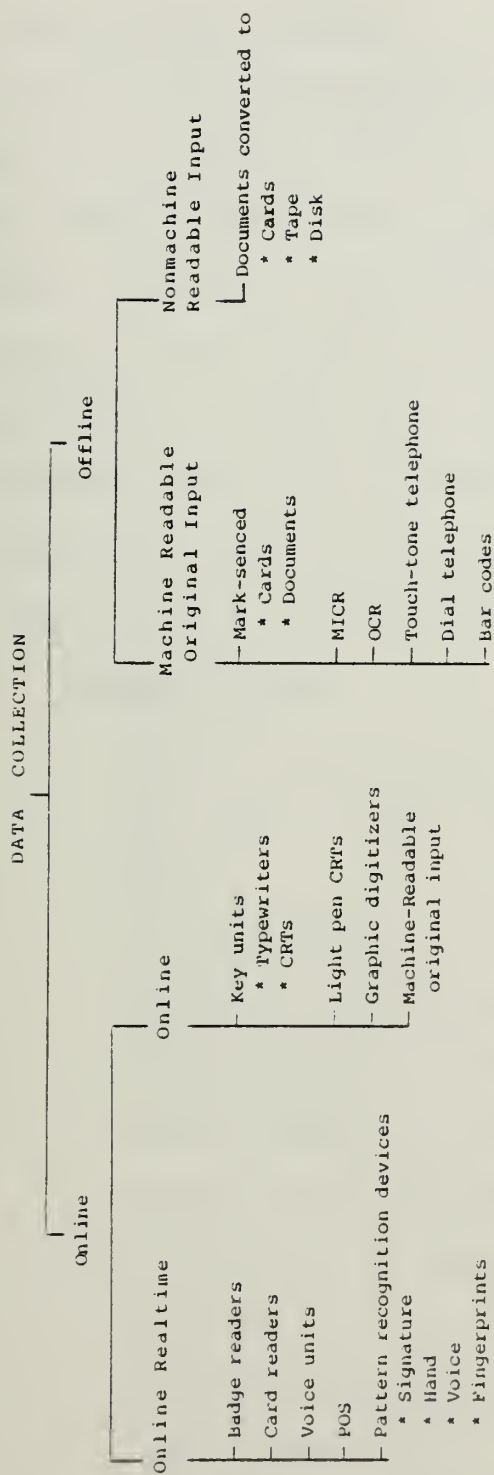 DATA COLLECTION
Online
Offline
Online Realtime
Badge readers
Card readers
Voice units
POS
Pattern recognition devices
* Signature
* Hand
* Voice
* Fingerprints
Online
Key units
* Typewriters
* CRTs
Light pen CRTs
Graphic digitizers
Machine-Readable
original input
Machine Readable
Original Input
Mark-senced
* Cards
* Documents
MICR
OCR
Touch-tone telephone
Dial telephone
Bar codes
Nonmachine
Readable Input
Documents converted to
* Cards
* Tape
* Disk